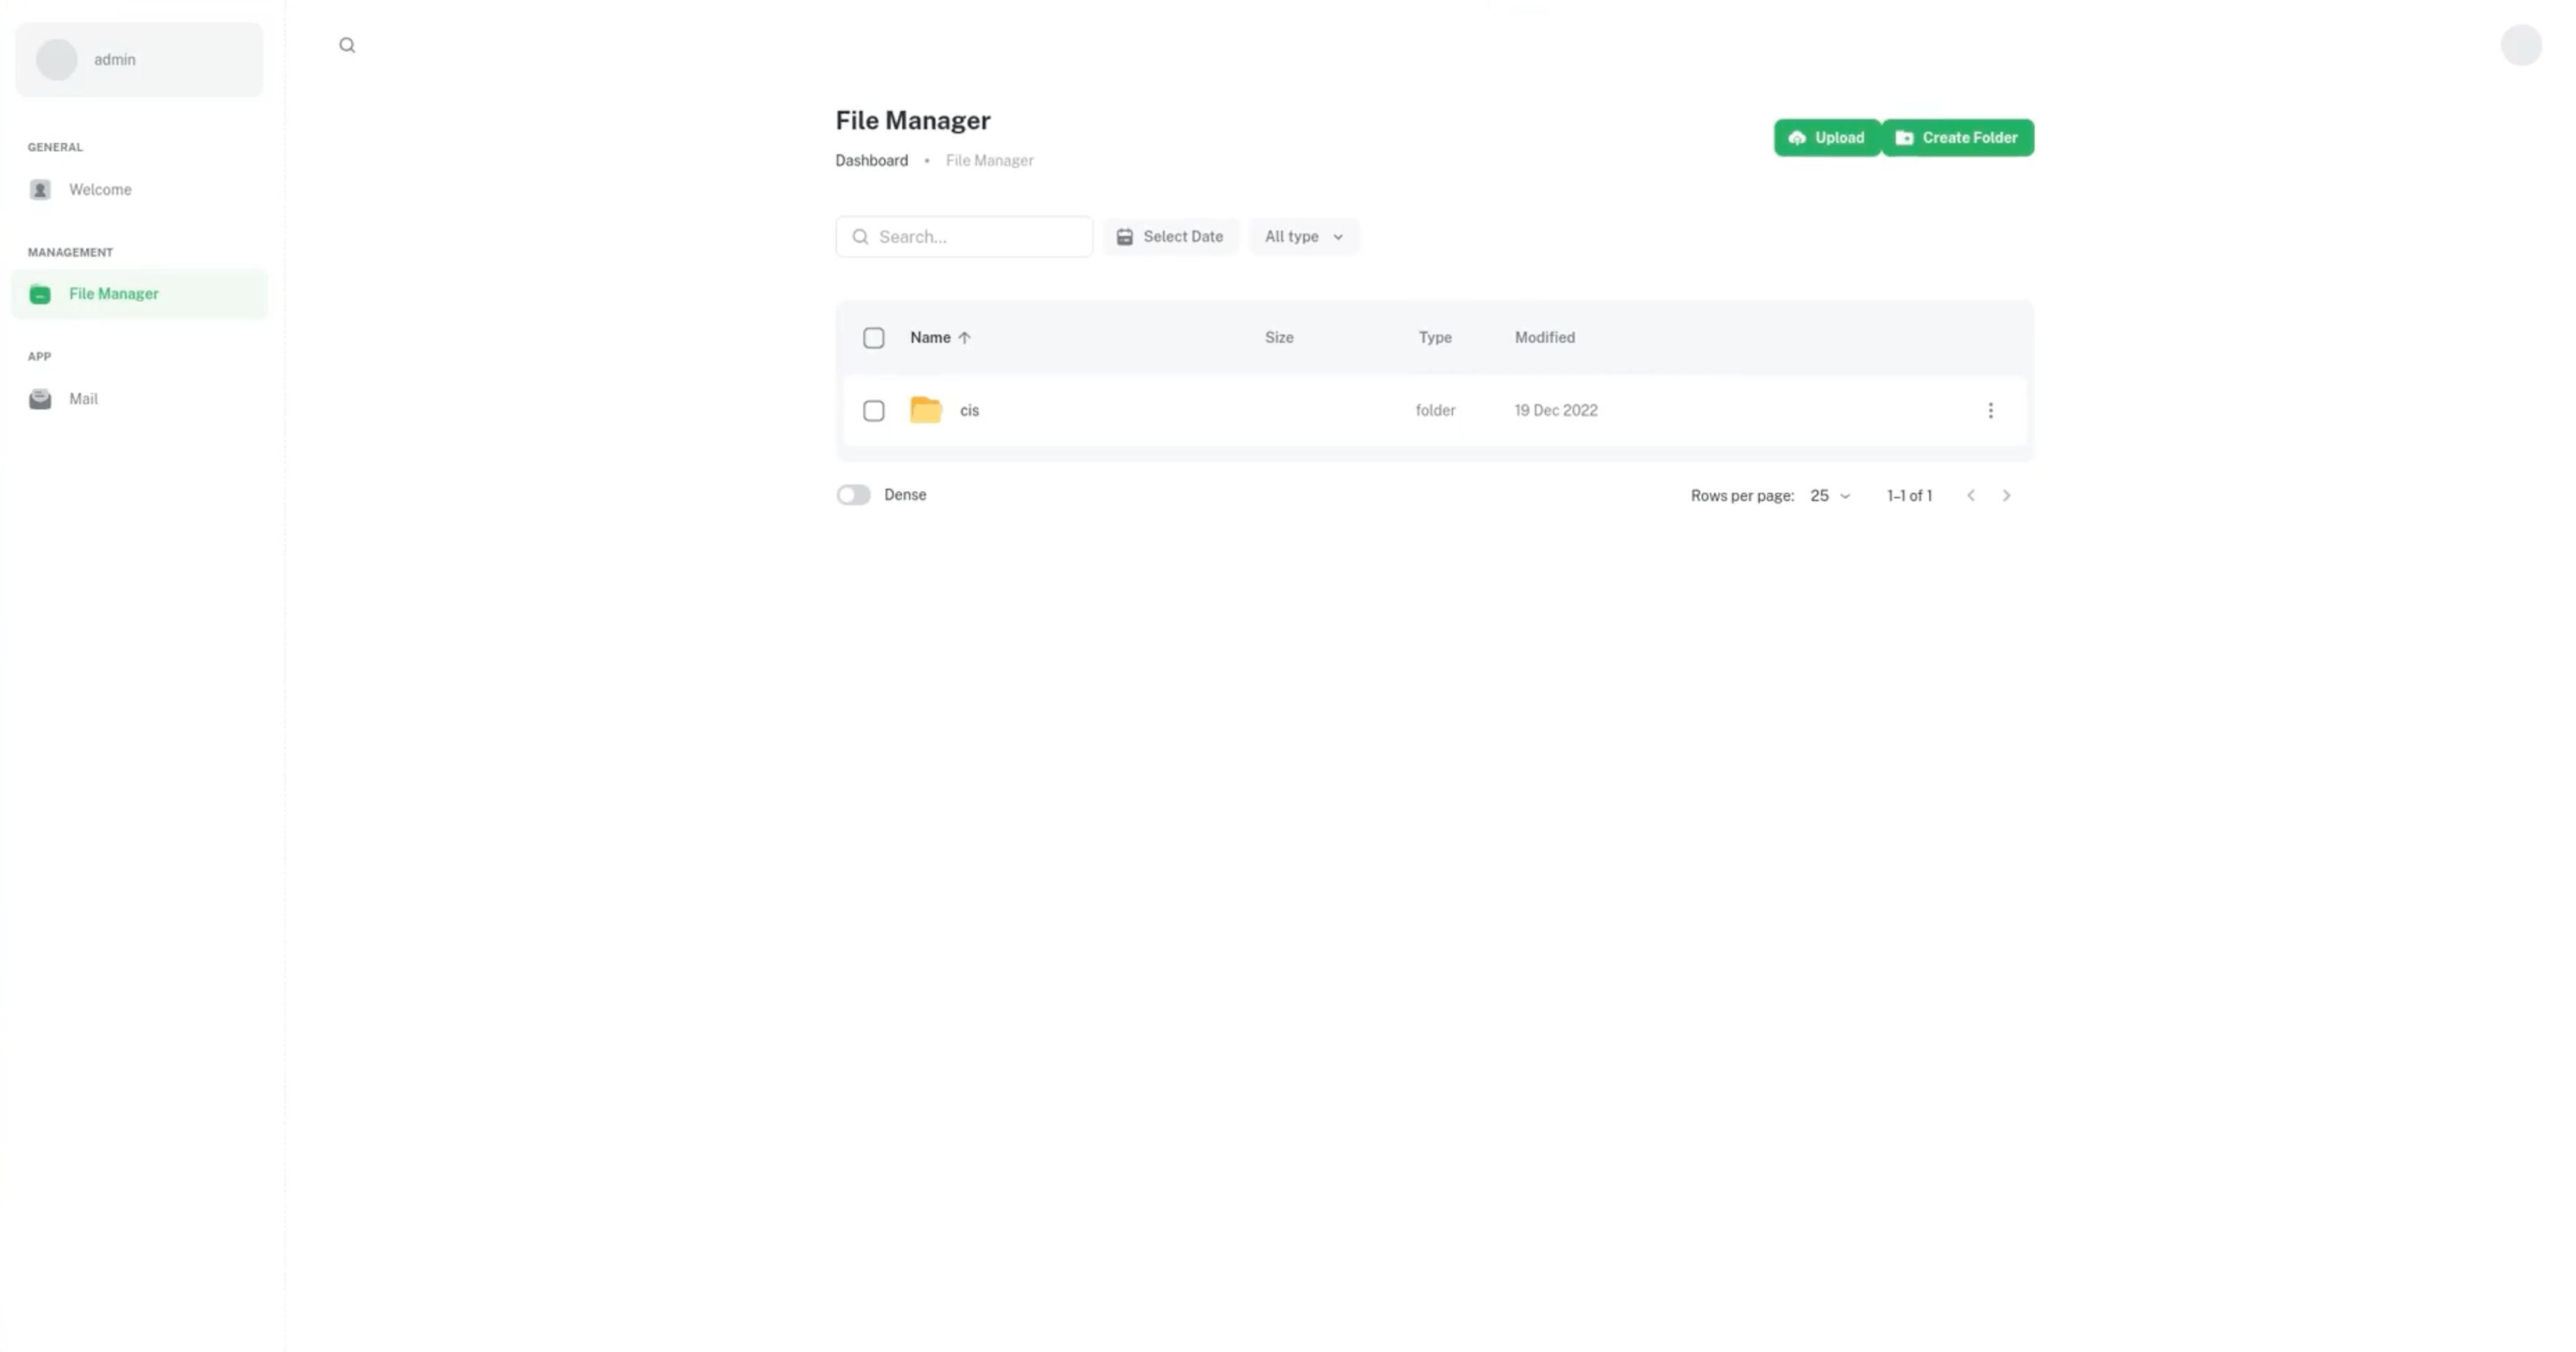 admin
GENERAL
Welcome
MANAGEMENT
File Manager
APP
Mail
File Manager
Dashboard • File Manager
Upload Create Folder
Search... Select Date All type
Name Size Type Modified
cis folder 19 Dec 2022
Dense Rows per page: 25 1–1 of 1